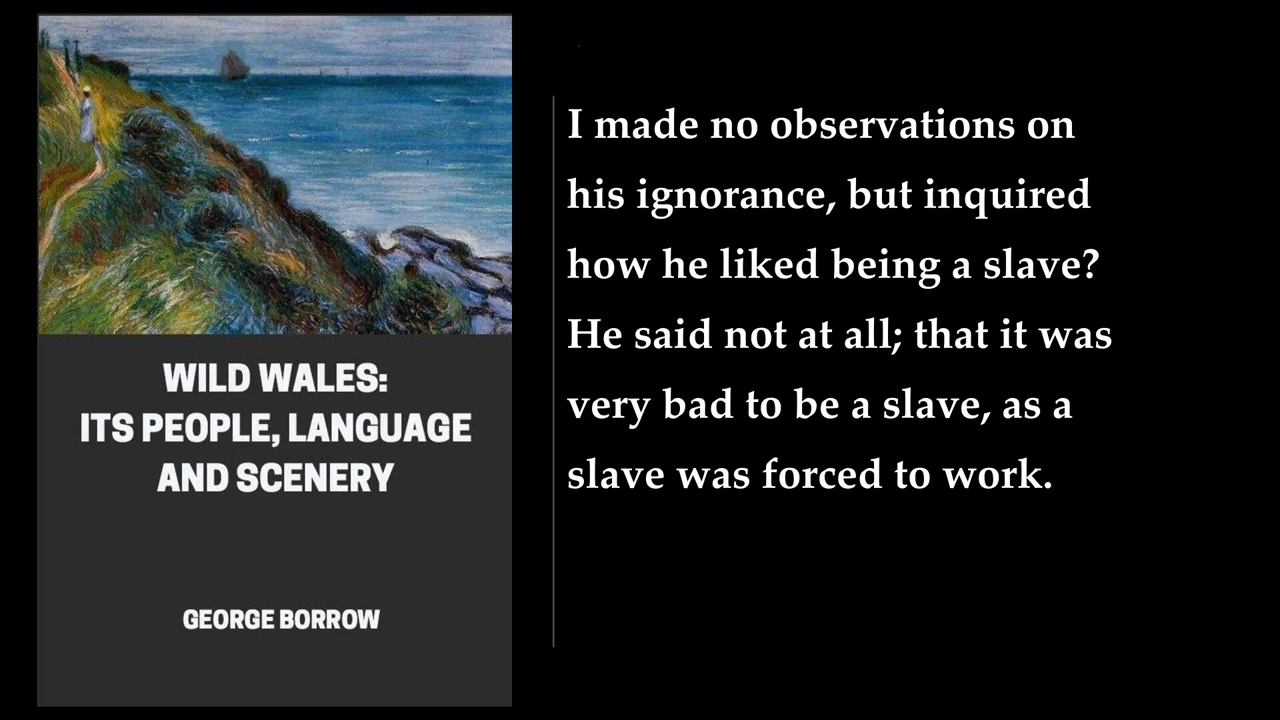 WILD WALES:
ITS PEOPLE, LANGUAGE
AND SCENERY
GEORGE BORROW
I made no observations on
his ignorance, but inquired
how he liked being a slave?
He said not at all; that it was
very bad to be a slave, as a
slave was forced to work.